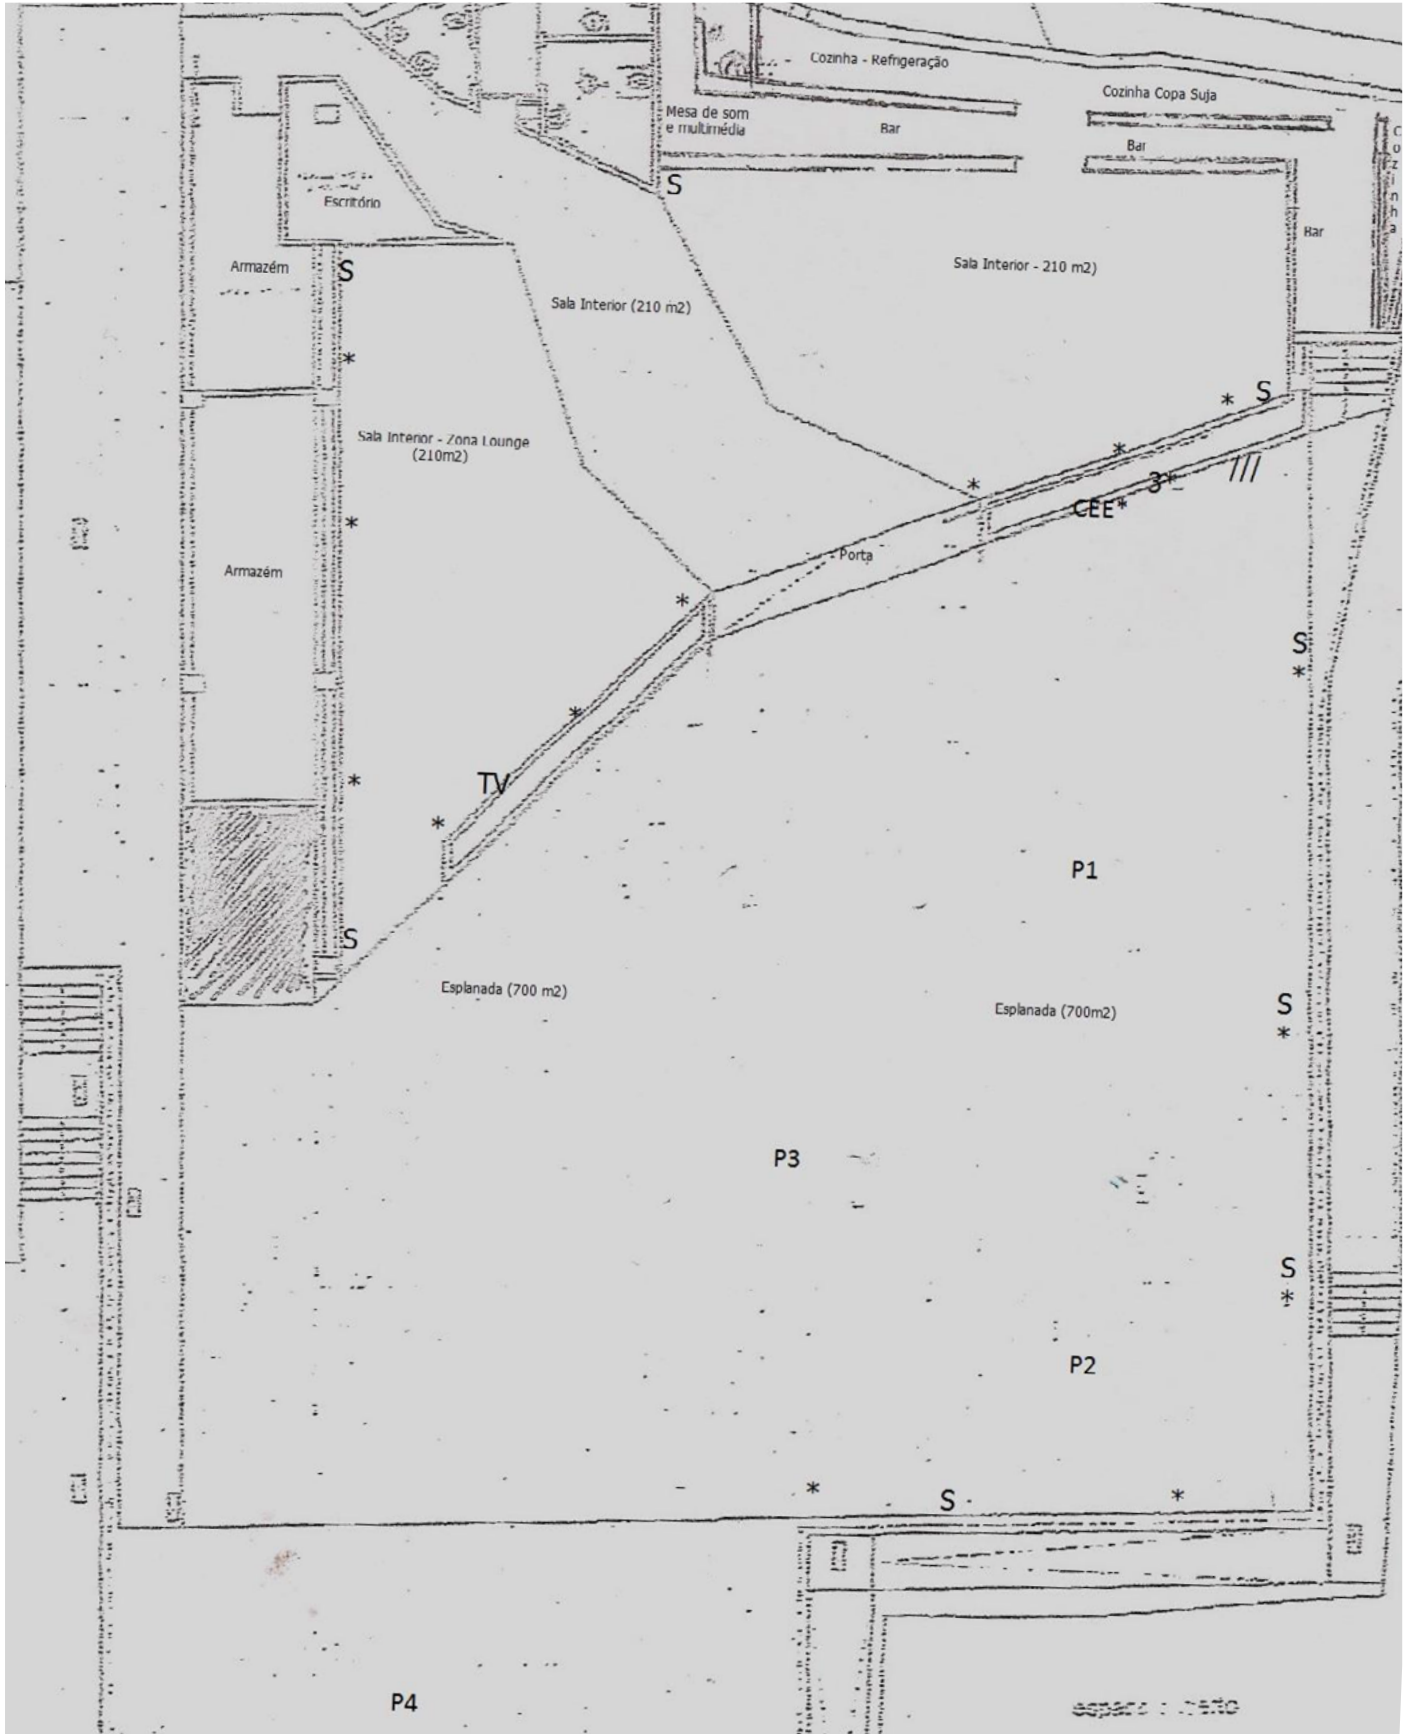 Cozinha - Refrigeração
Cozinha Copa Suja
Mesa de som
e multimédia
Bar
Bar
Cozinha
S
Escritório
Bar
Armazém
S
Sala Interior - 210 m2)
Sala Interior (210 m2)
*
S
*
Sala Interior - Zona Lounge
(210m2)
*
*
///
3*
CEE*
*
Porta
Armazém
*
S
*
*
TV
*
*
P1
S
Esplanada (700 m2)
Esplanada (700m2)
S
*
P3
S
*
P2
*
S
*
P4